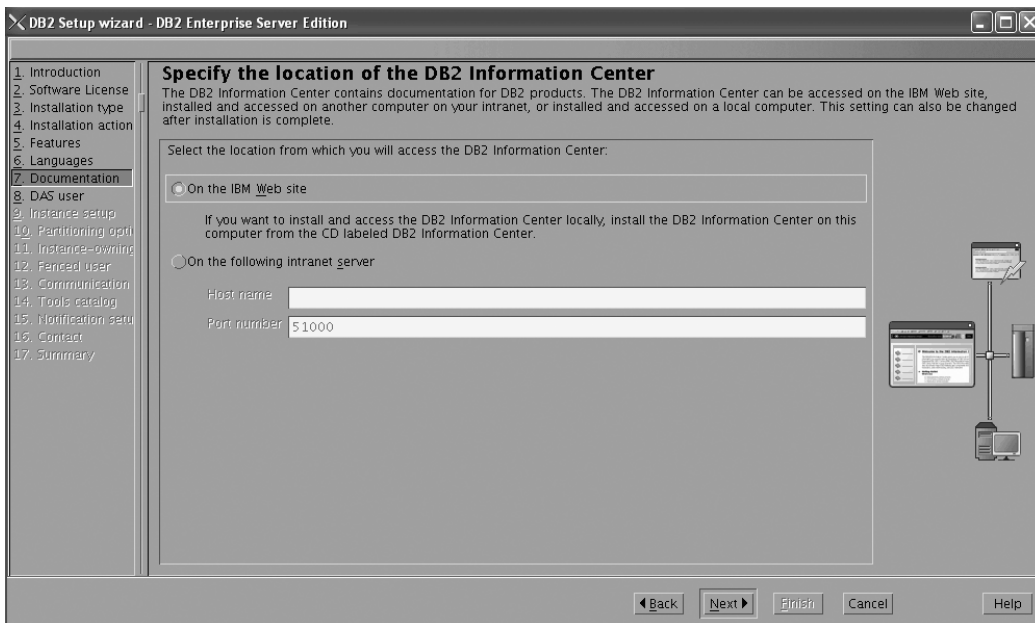 DB2 Setup wizard - DB2 Enterprise Server Edition
1. Introduction
2. Software License
3. Installation type
4. Installation action
5. Features
6. Languages
7. Documentation
8. DAS user
9. Instance setup
10. Partitioning opti
11. Instance-owning
12. Fenced user
13. Communication
14. Tools catalog
15. Notification setu
16. Contact
17. Summary
Specify the location of the DB2 Information Center
The DB2 Information Center contains documentation for DB2 products. The DB2 Information Center can be accessed on the IBM Web site,
installed and accessed on another computer on your intranet, or installed and accessed on a local computer. This setting can also be changed
after installation is complete.
Select the location from which you will access the DB2 Information Center:
On the IBM Web site
If you want to install and access the DB2 Information Center locally, install the DB2 Information Center on this
computer from the CD labeled DB2 Information Center.
On the following intranet server
Host name
Port number 51000
Back Next Finish Cancel Help